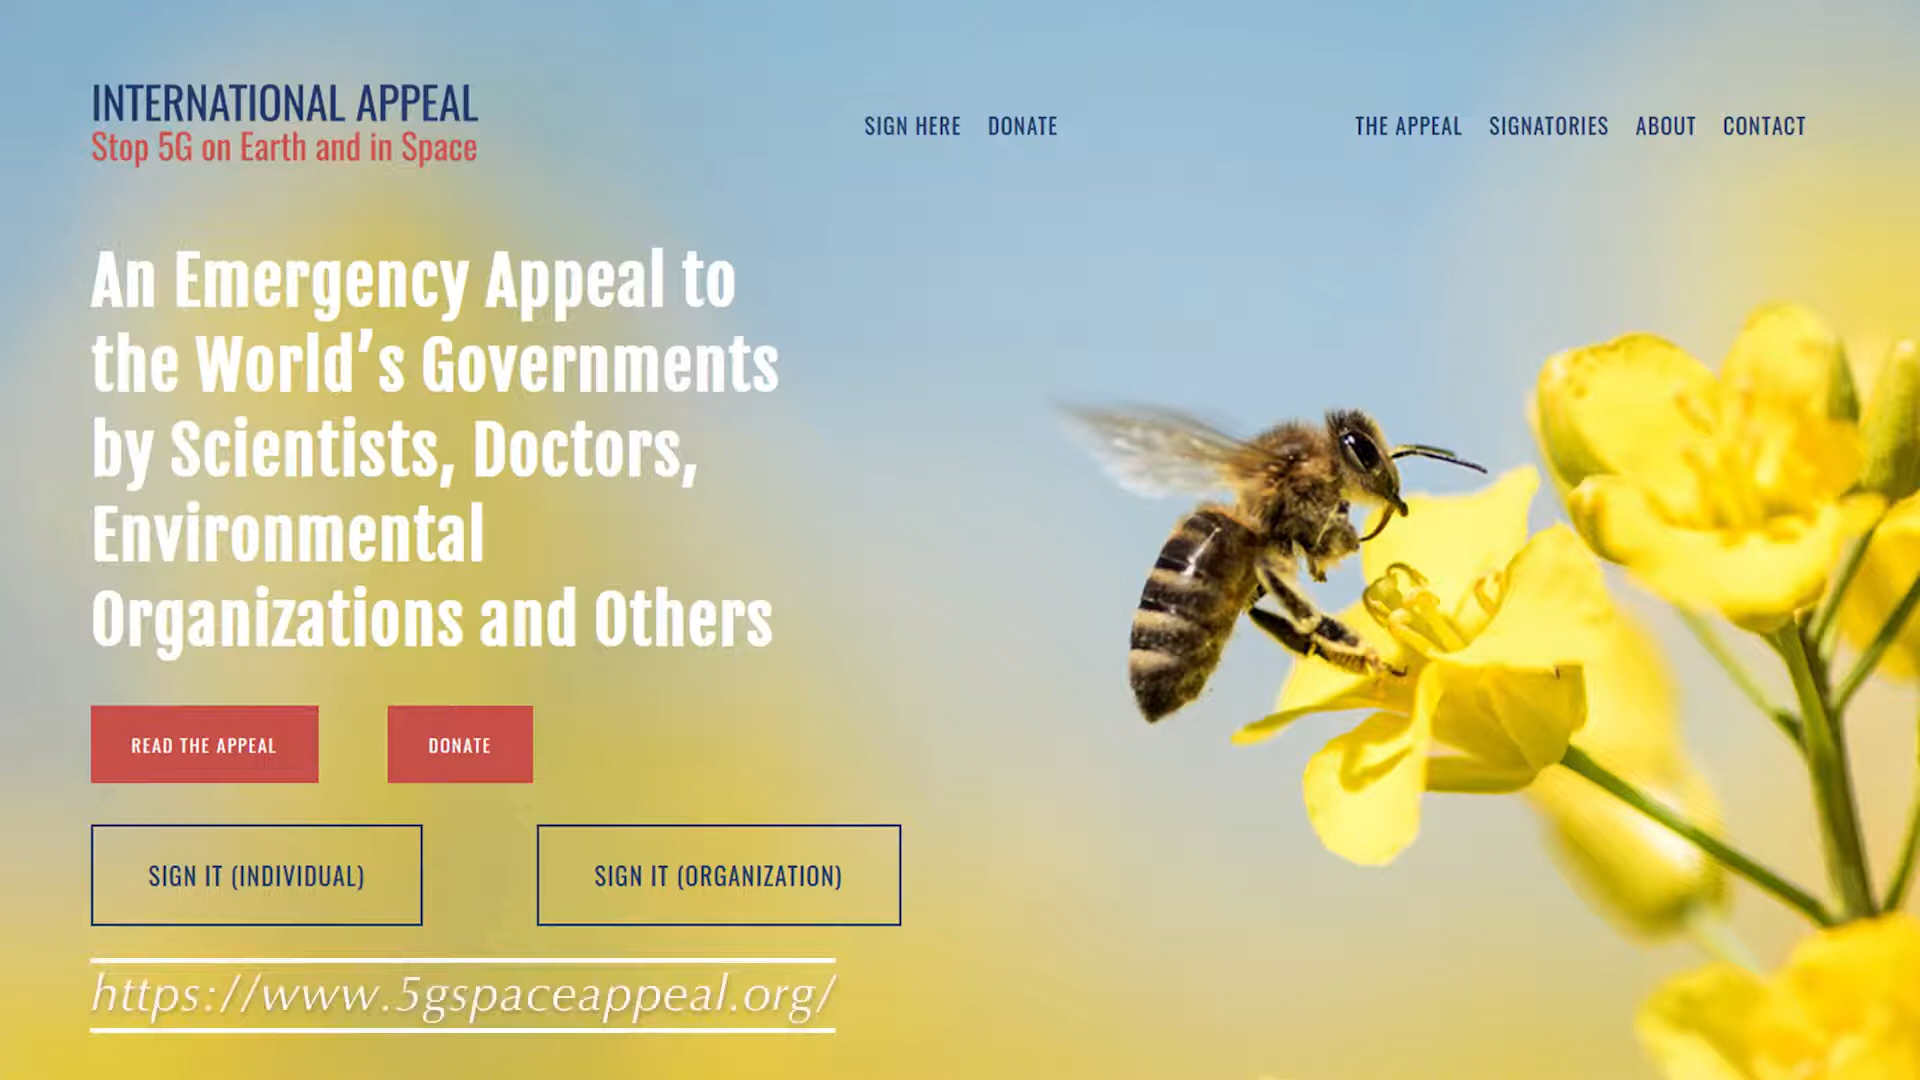 INTERNATIONAL APPEAL
Stop 5G on Earth and in Space
SIGN HERE DONATE
THE APPEAL SIGNATORIES ABOUT CONTACT
An Emergency Appeal to
the World’s Governments
by Scientists, Doctors,
Environmental
Organizations and Others
READ THE APPEAL DONATE
SIGN IT (INDIVIDUAL) SIGN IT (ORGANIZATION)
https://www.5gspaceappeal.org/